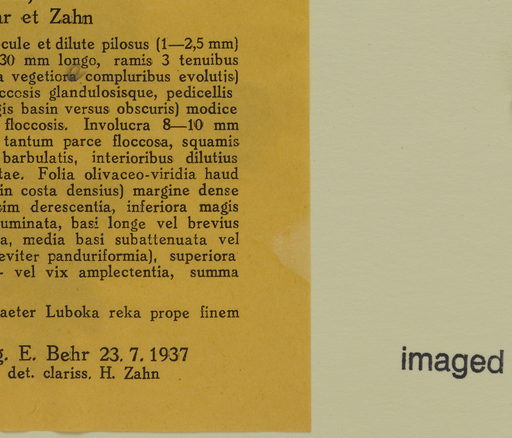 et Zahn
cule et dilute pilosus (1—2,5 mm)
30 mm longo, ramis 3 tenuibus
vegetiora compluribus evolutis)
ccosis glandulosisque, pedicellis
gis basin versus obscuris) modice
floccosis. Involucra 8—10 mm
tantum parce floccosa, squamis
barbulatis, interioribus dilutius
tae. Folia olivaceo-viridia haud
in costa densius) margine dense
sim derescentia, inferiora magis
uminata, basi longe vel brevius
a, media basi subattenuata vel
eviter panduriformia), superiora
- vel vix amplectentia, summa
aeter Luboka reka prope finem
g. E. Behr 23. 7. 1937
det. clariss. H. Zahn
imaged